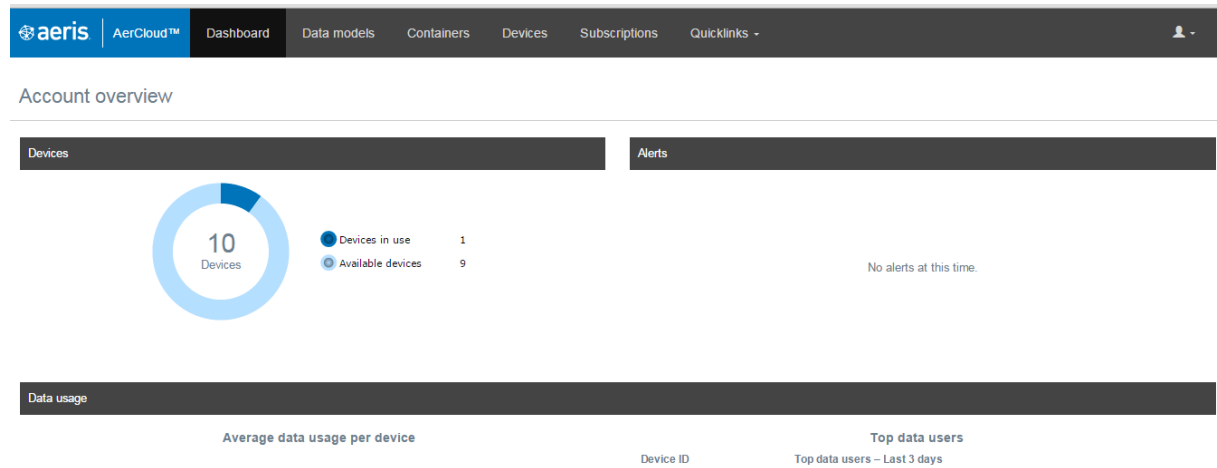 aeris AerCloud™ Dashboard Data models Containers Devices Subscriptions Quicklinks
Account overview
Devices
Alerts
10
Devices
Devices in use 1
Available devices 9
No alerts at this time.
Data usage
Average data usage per device
Top data users
Device ID
Top data users – Last 3 days